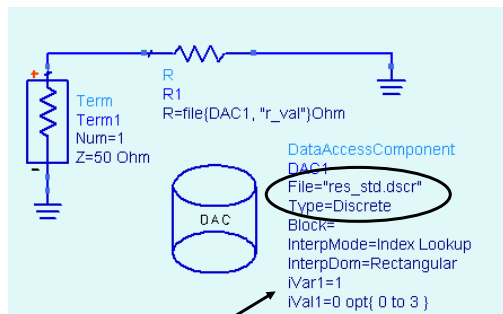 +
R
R1
R=file{DAC1, "r_val"}Ohm
Term
Term1
Num=1
Z=50 Ohm
-
DAC
DataAccessComponent
DAC1
File="res_std.dscr"
Type=Discrete
Block=
InterpMode=Index Lookup
InterpDom=Rectangular
iVar1=1
iVal1=0 opt{ 0 to 3 }